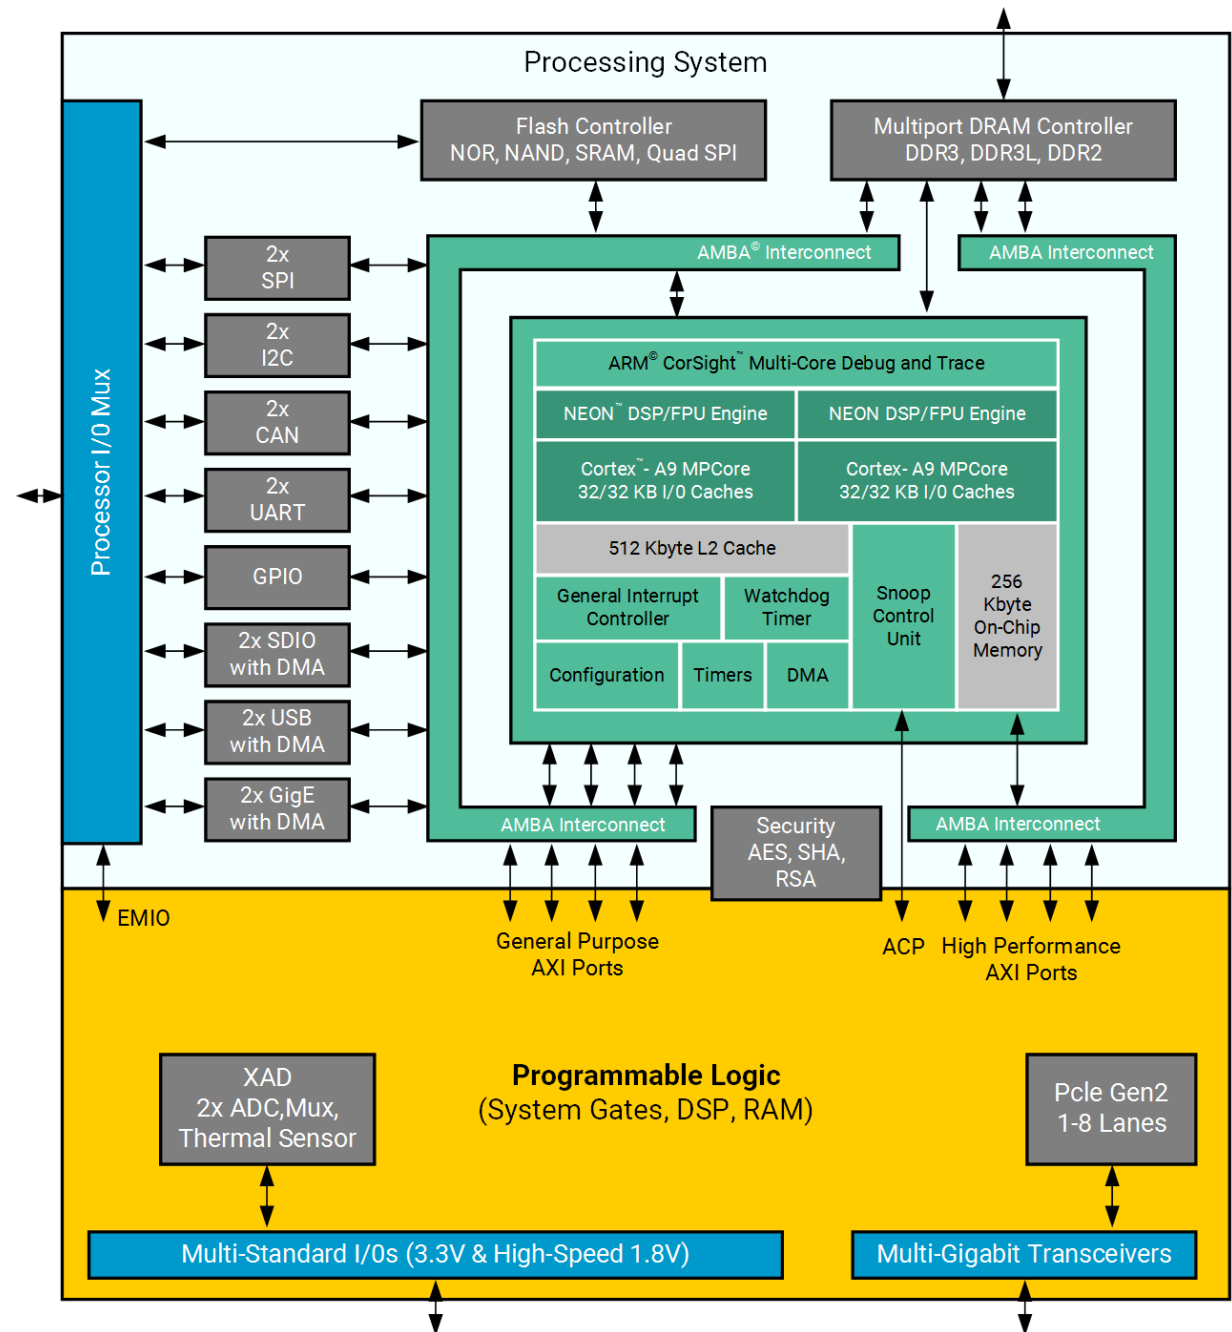 Processing System
Flash Controller
NOR, NAND, SRAM, Quad SPI
Multiport DRAM Controller
DDR3, DDR3L, DDR2
Processor I/0 Mux
2x
SPI
2x
I2C
2x
CAN
2x
UART
GPIO
2x SDIO
with DMA
2x USB
with DMA
2x GigE
with DMA
AMBA© Interconnect
AMBA Interconnect
ARM© CorSight™ Multi-Core Debug and Trace
NEON™ DSP/FPU Engine
NEON DSP/FPU Engine
Cortex™- A9 MPCore
32/32 KB I/0 Caches
Cortex- A9 MPCore
32/32 KB I/0 Caches
512 Kbyte L2 Cache
General Interrupt
Controller
Watchdog
Timer
Configuration
Timers
DMA
Snoop
Control
Unit
256
Kbyte
On-Chip
Memory
AMBA Interconnect
Security
AES, SHA,
RSA
AMBA Interconnect
EMIO
General Purpose
AXI Ports
ACP
High Performance
AXI Ports
XAD
2x ADC,Mux,
Thermal Sensor
Programmable Logic
(System Gates, DSP, RAM)
Pcle Gen2
1-8 Lanes
Multi-Standard I/0s (3.3V & High-Speed 1.8V)
Multi-Gigabit Transceivers